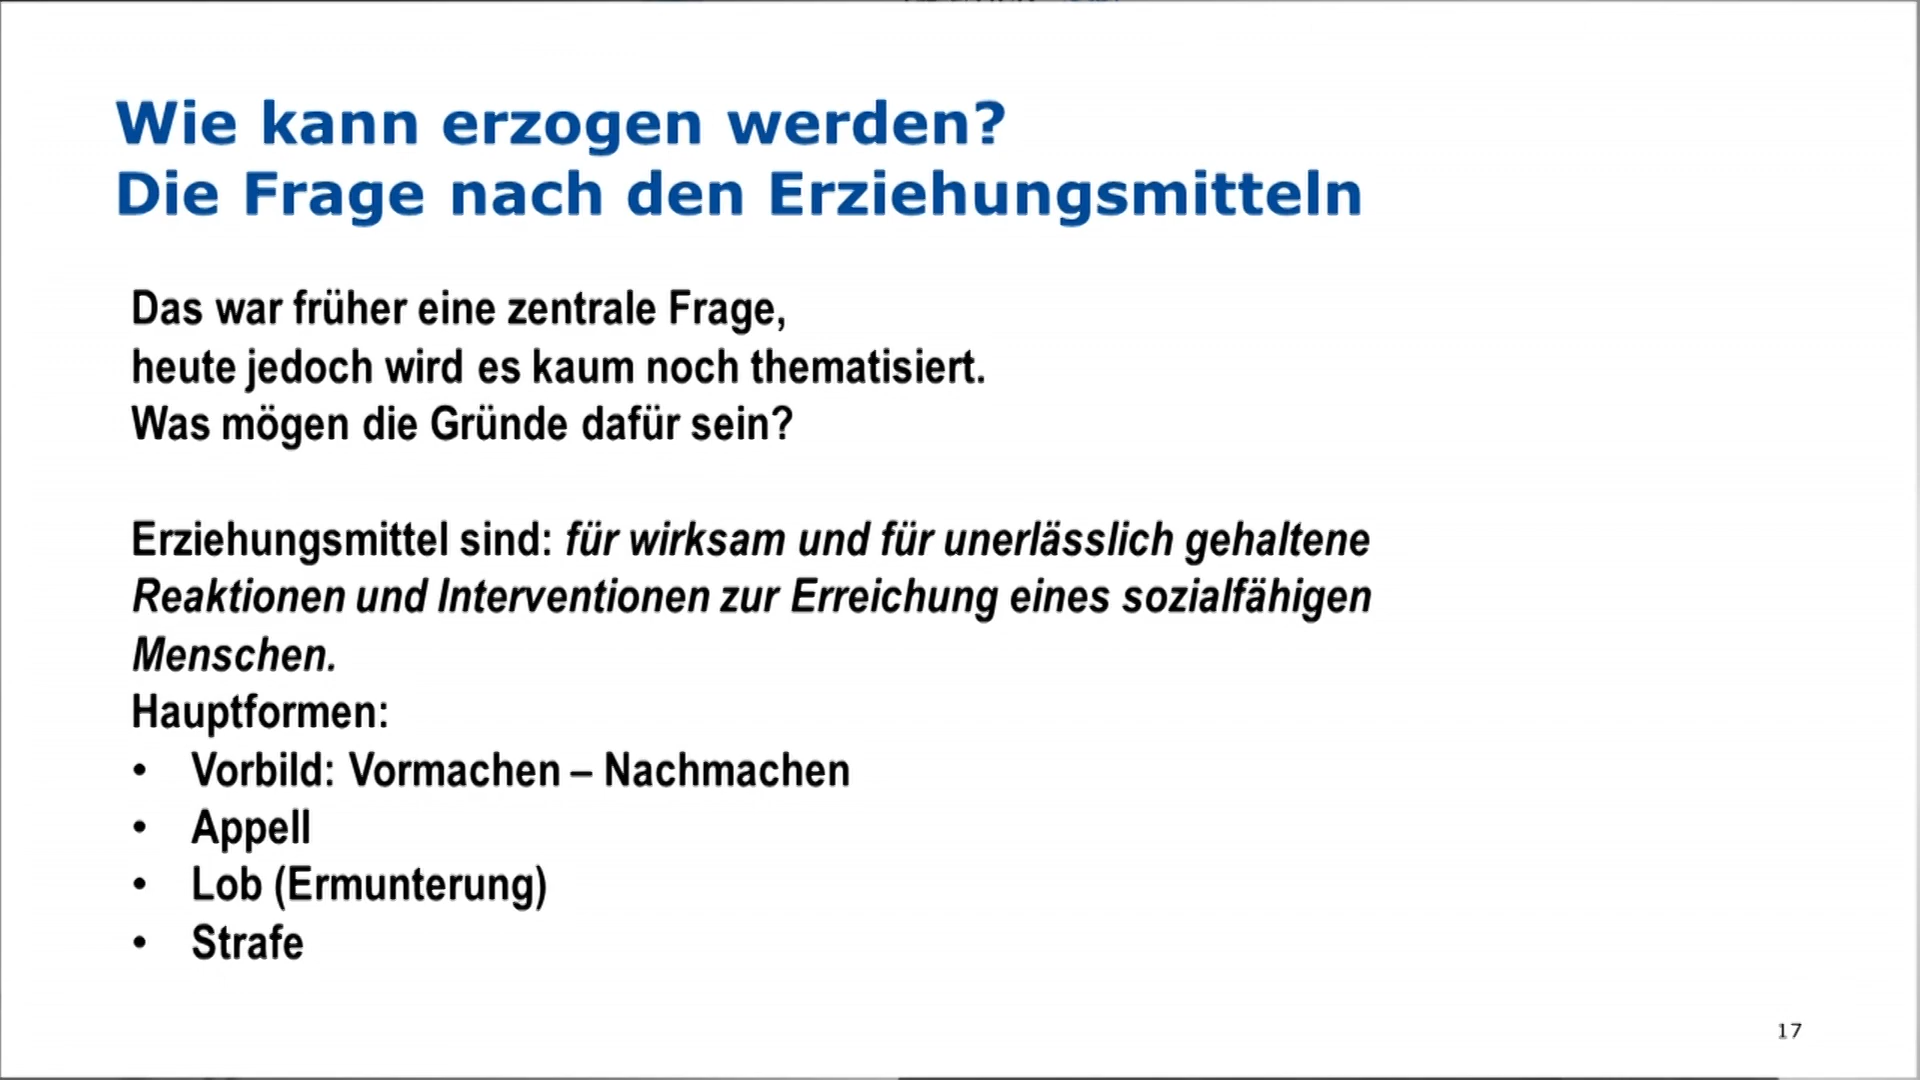 Wie kann erzogen werden?
Die Frage nach den Erziehungsmitteln
Das war früher eine zentrale Frage,
heute jedoch wird es kaum noch thematisiert.
Was mögen die Gründe dafür sein?
Erziehungsmittel sind: für wirksam und für unerlässlich gehaltene
Reaktionen und Interventionen zur Erreichung eines sozialfähigen
Menschen.
Hauptformen:
• Vorbild: Vormachen – Nachmachen
• Appell
• Lob (Ermunterung)
• Strafe
17